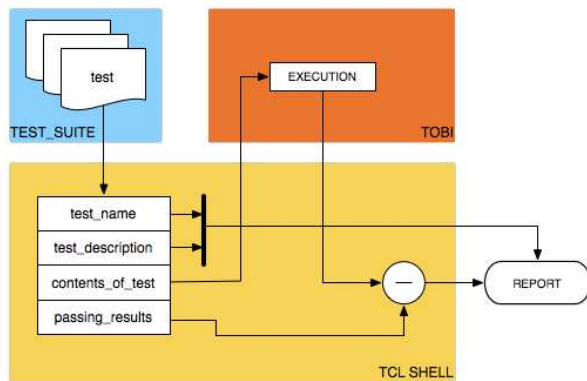 test
TEST_SUITE
EXECUTION
TOBI
test_name
test_description
contents_of_test
passing_results
REPORT
TCL SHELL